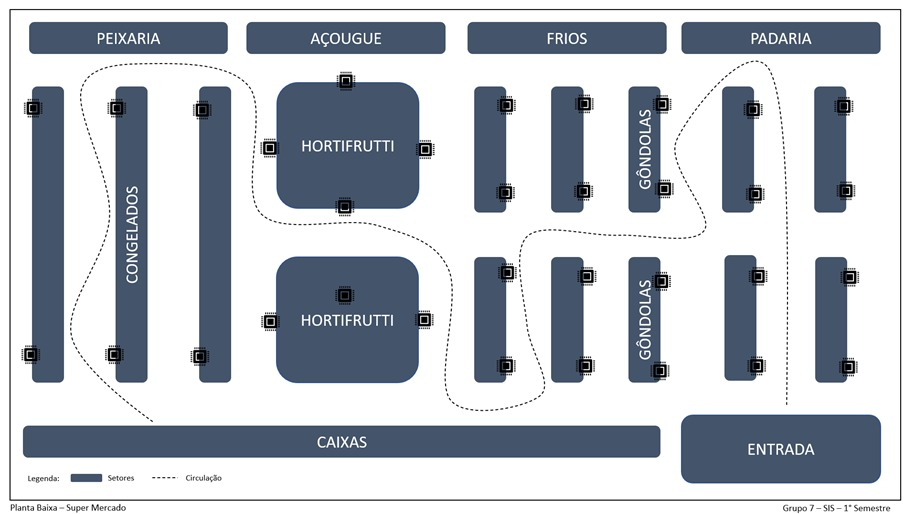 PEIXARIA
AÇOUGUE
FRIOS
PADARIA
HORTIFRUTTI
GÔNDOLAS
CONGELADOS
HORTIFRUTTI
GÔNDOLAS
CAIXAS
ENTRADA
Legenda: Setores Circulação
Planta Baixa – Super Mercado
Grupo 7 – SIS – 1° Semestre